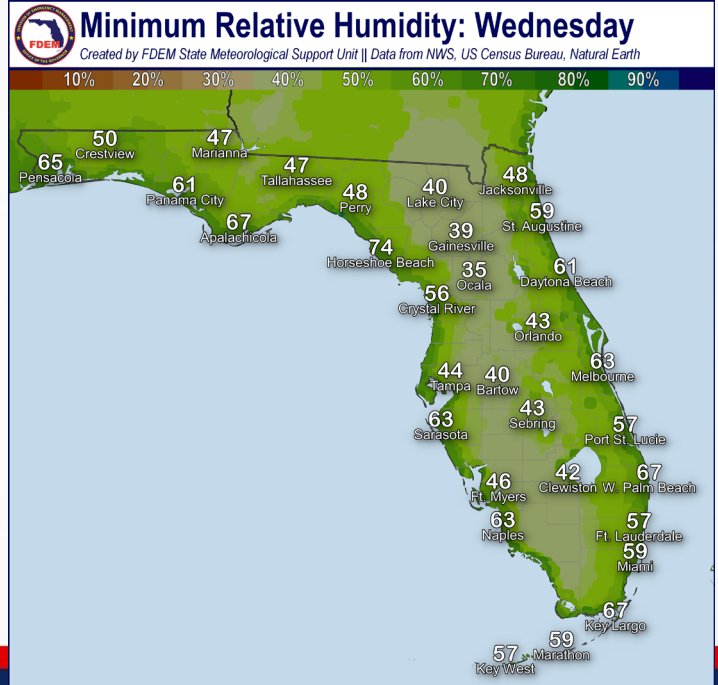 Minimum Relative Humidity: Wednesday
Created by FDEM State Meteorological Support Unit || Data from NWS, US Census Bureau, Natural Earth
FDEM
10% 20% 30% 40% 50% 60% 70% 80% 90%
50
Crestview
47
Marianna
65
Pensacola
61
Panama City
67
Apalachicola
47
Tallahassee
48
Perry
40
Lake City
48
Jacksonville
59
St. Augustine
39
Gainesville
74
Horseshoe Beach
35
Ocala
61
Daytona Beach
56
Crystal River
43
Orlando
63
Melbourne
44
Tampa
40
Bartow
43
Sebring
63
Sarasota
57
Port St. Lucie
46
Ft. Myers
42
Clewiston
67
W. Palm Beach
63
Naples
57
Ft. Lauderdale
59
Miami
67
Key Largo
59
Marathon
57
Key West